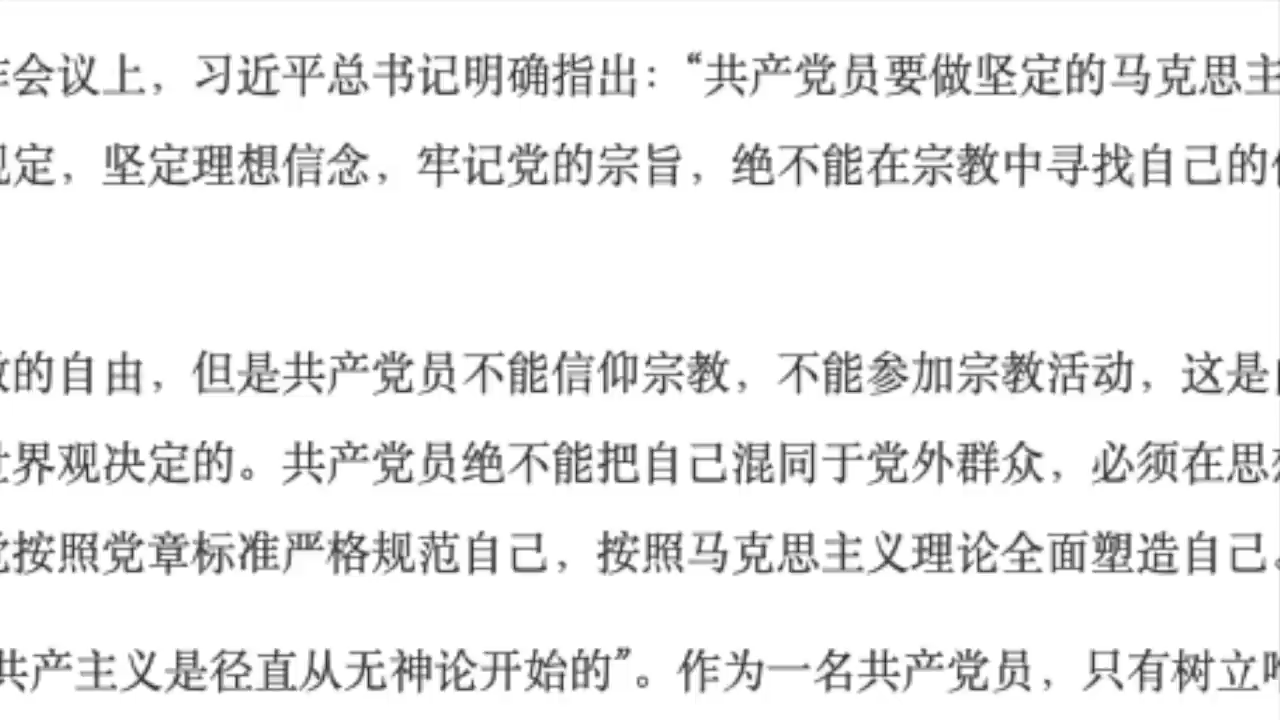 会议上，习近平总书记明确指出：“共产党员要做坚定的马克思主
定，坚定理想信念，牢记党的宗旨，绝不能在宗教中寻找自己的
的自由，但是共产党员不能信仰宗教，不能参加宗教活动，这是
世界观决定的。共产党员绝不能把自己混同于党外群众，必须在思
按照党章标准严格规范自己，按照马克思主义理论全面塑造自己。
共产主义是径直从无神论开始的”。作为一名共产党员，只有树立